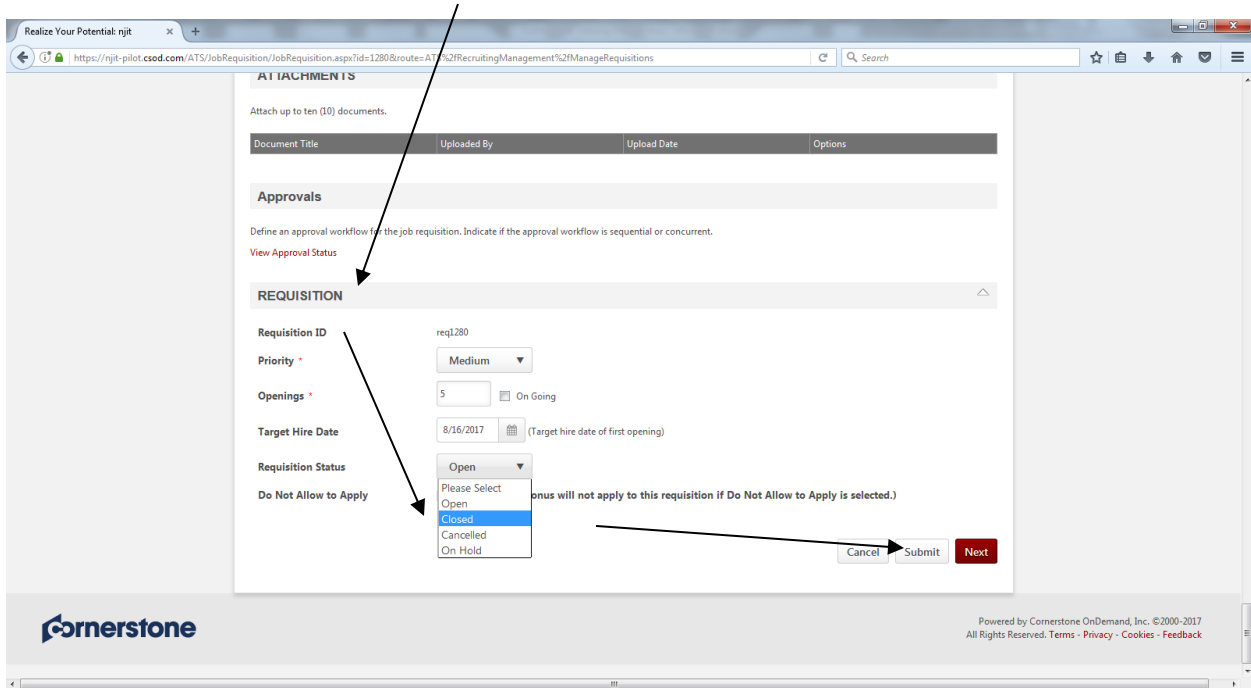 Realize Your Potential: njit × +
https://njit-pilot.csod.com/ATS/JobRequisition/JobRequisition.aspx?id=1280&route=ATS%2fRecruitingManagement%2fManageRequisitions
Search
ATTACHMENTS
Attach up to ten (10) documents.
Document Title Uploaded By Upload Date Options
Approvals
Define an approval workflow for the job requisition. Indicate if the approval workflow is sequential or concurrent.
View Approval Status
REQUISITION
Requisition ID req1280
Priority * Medium
Openings * 5 On Going
Target Hire Date 8/16/2017 (Target hire date of first opening)
Requisition Status Open
Do Not Allow to Apply onus will not apply to this requisition if Do Not Allow to Apply is selected.)
Please Select
Open
Closed
Cancelled
On Hold
Cancel Submit Next
Cornerstone
Powered by Cornerstone OnDemand, Inc. ©2000-2017
All Rights Reserved. Terms - Privacy - Cookies - Feedback